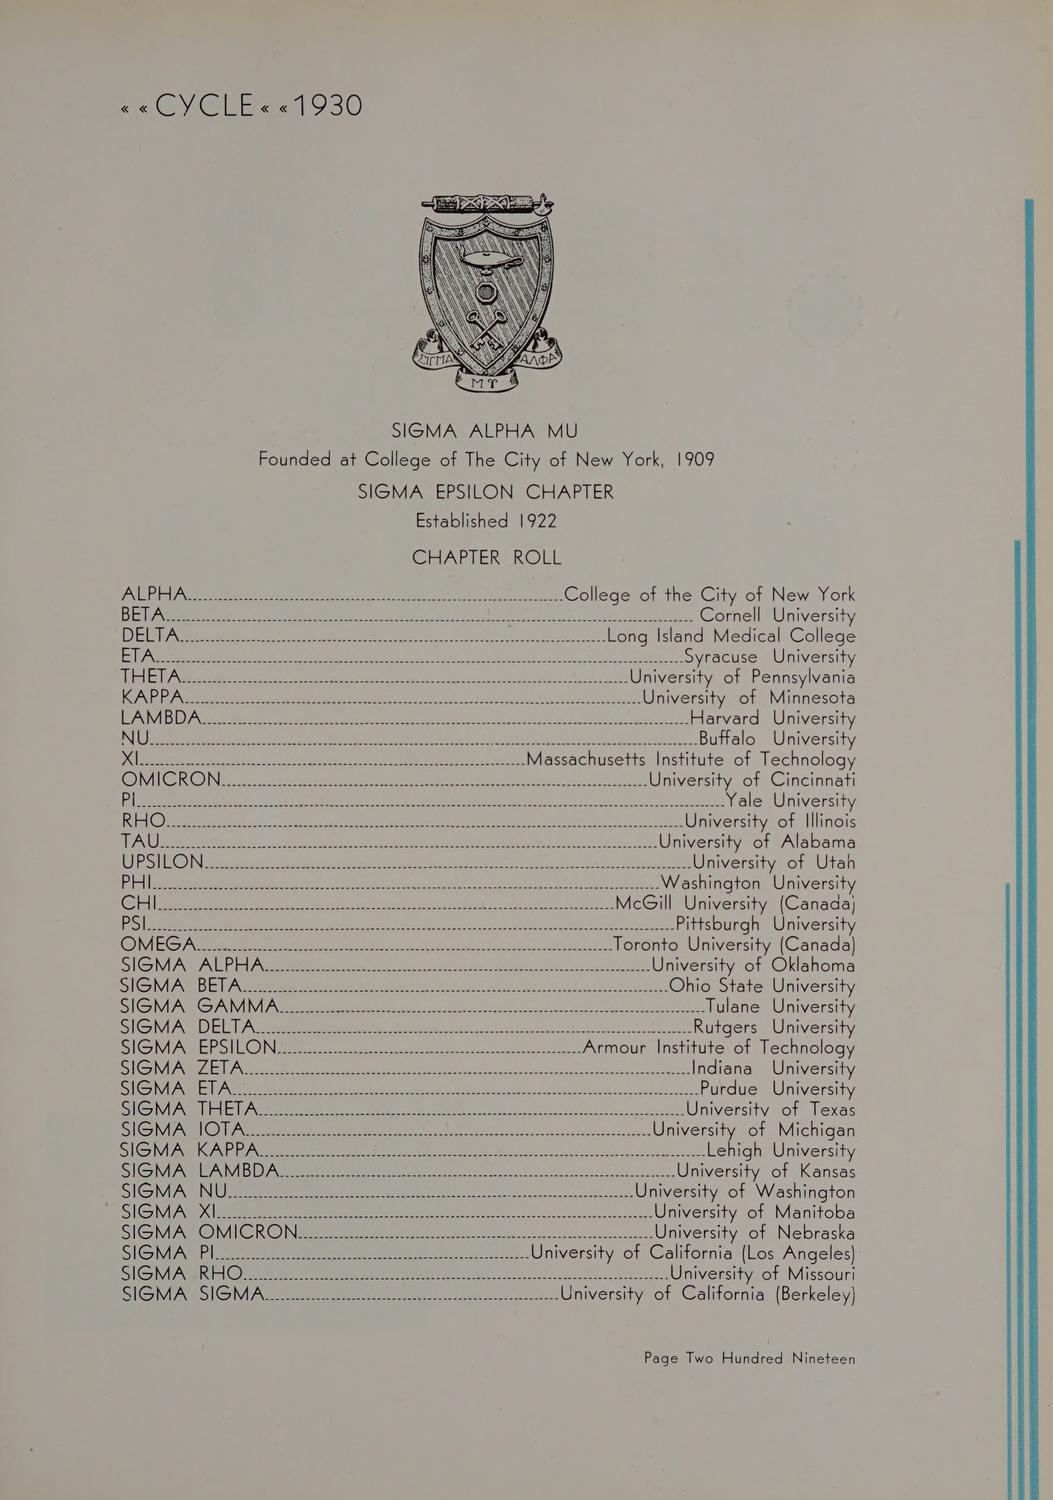 « « CYCLE « « 1930
ΣΙΓΜΑ ΑΛΦΑ
ΜΥ
SIGMA ALPHA MU
Founded at College of The City of New York, 1909
SIGMA EPSILON CHAPTER
Established 1922
CHAPTER ROLL
ALPHA College of the City of New York
BETA Cornell University
DELTA Long Island Medical College
ETA Syracuse University
THETA University of Pennsylvania
KAPPA University of Minnesota
LAMBDA Harvard University
NU Buffalo University
XI Massachusetts Institute of Technology
OMICRON University of Cincinnati
PI Yale University
RHO University of Illinois
TAU University of Alabama
UPSILON University of Utah
PHI Washington University
CHI McGill University (Canada)
PSI Pittsburgh University
OMEGA Toronto University (Canada)
SIGMA ALPHA University of Oklahoma
SIGMA BETA Ohio State University
SIGMA GAMMA Tulane University
SIGMA DELTA Rutgers University
SIGMA EPSILON Armour Institute of Technology
SIGMA ZETA Indiana University
SIGMA ETA Purdue University
SIGMA THETA University of Texas
SIGMA IOTA University of Michigan
SIGMA KAPPA Lehigh University
SIGMA LAMBDA University of Kansas
SIGMA NU University of Washington
SIGMA XI University of Manitoba
SIGMA OMICRON University of Nebraska
SIGMA PI University of California (Los Angeles)
SIGMA RHO University of Missouri
SIGMA SIGMA University of California (Berkeley)
Page Two Hundred Nineteen